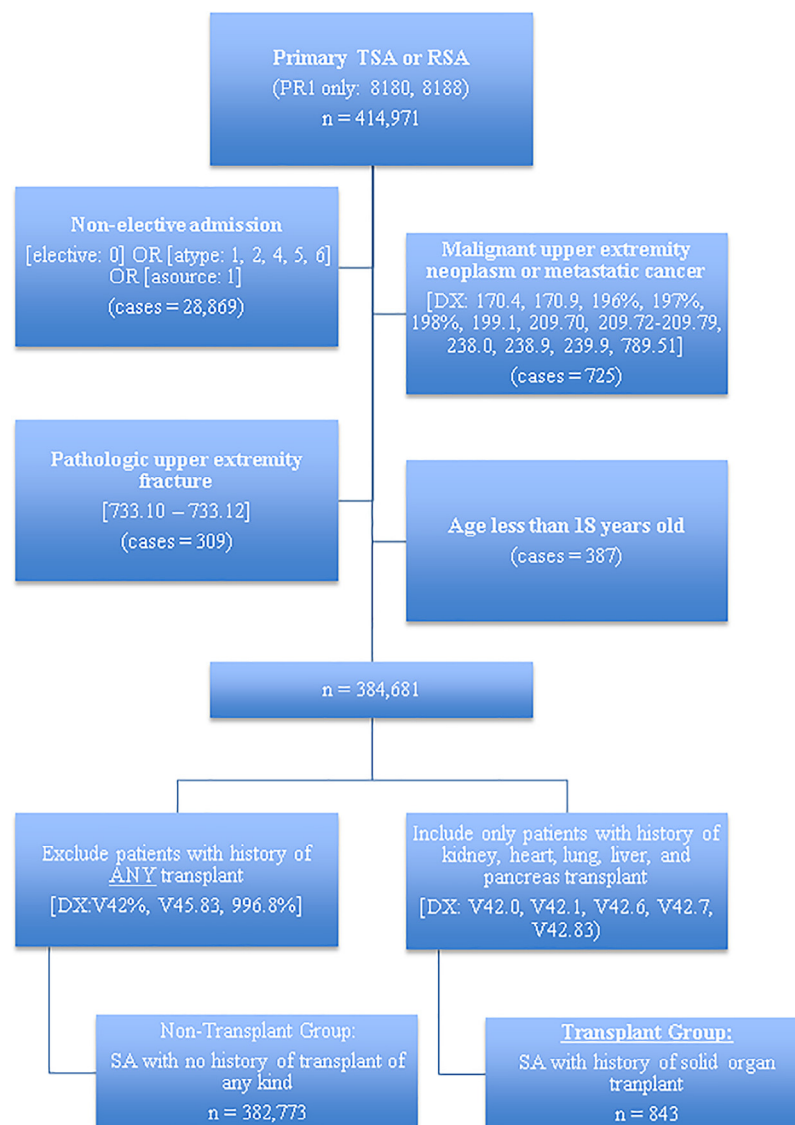 Primary TSA or RSA
(PR1 only: 8180, 8188)
n = 414,971
Non-elective admission
[elective: 0] OR [atype: 1, 2, 4, 5, 6]
OR [asource: 1]
(cases = 28,869)
Malignant upper extremity
neoplasm or metastatic cancer
[DX: 170.4, 170.9, 196%, 197%,
198%, 199.1, 209.70, 209.72-209.79,
238.0, 238.9, 239.9, 789.51]
(cases = 725)
Pathologic upper extremity
fracture
[733.10 – 733.12]
(cases = 309)
Age less than 18 years old
(cases = 387)
n = 384,681
Exclude patients with history of
ANY transplant
[DX:V42%, V45.83, 996.8%]
Include only patients with history of
kidney, heart, lung, liver, and
pancreas transplant
[DX: V42.0, V42.1, V42.6, V42.7,
V42.83)
Non-Transplant Group:
SA with no history of transplant of
any kind
n = 382,773
Transplant Group:
SA with history of solid organ
tranplant
n = 843